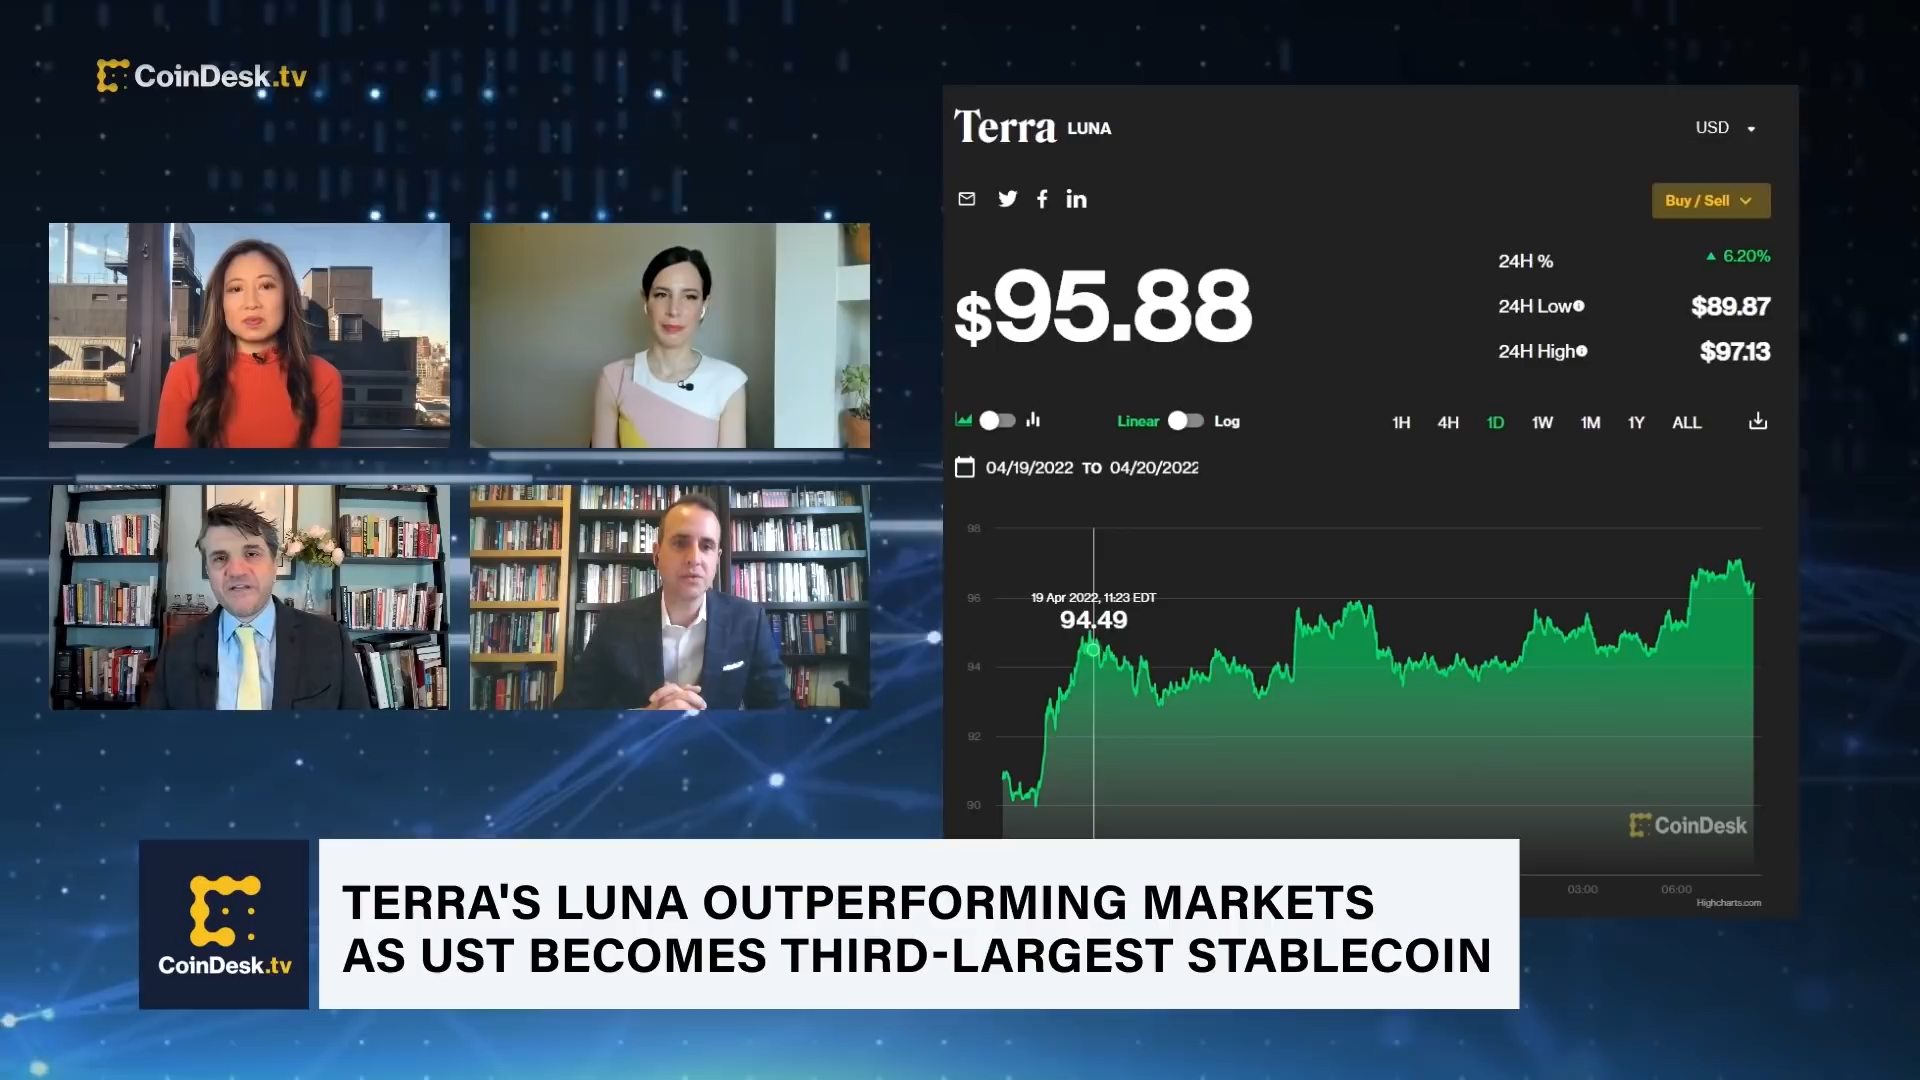 CoinDesk.tv
Terra LUNA
USD
Buy / Sell
$95.88
24H % 6.20%
24H Low $89.87
24H High $97.13
Linear Log
1H 4H 1D 1W 1M 1Y ALL
04/19/2022 TO 04/20/2022
98
96
94
92
90
19 Apr 2022, 11:23 EDT
94.49
CoinDesk
03:00 06:00
Highcharts.com
CoinDesk.tv
TERRA'S LUNA OUTPERFORMING MARKETS
AS UST BECOMES THIRD-LARGEST STABLECOIN